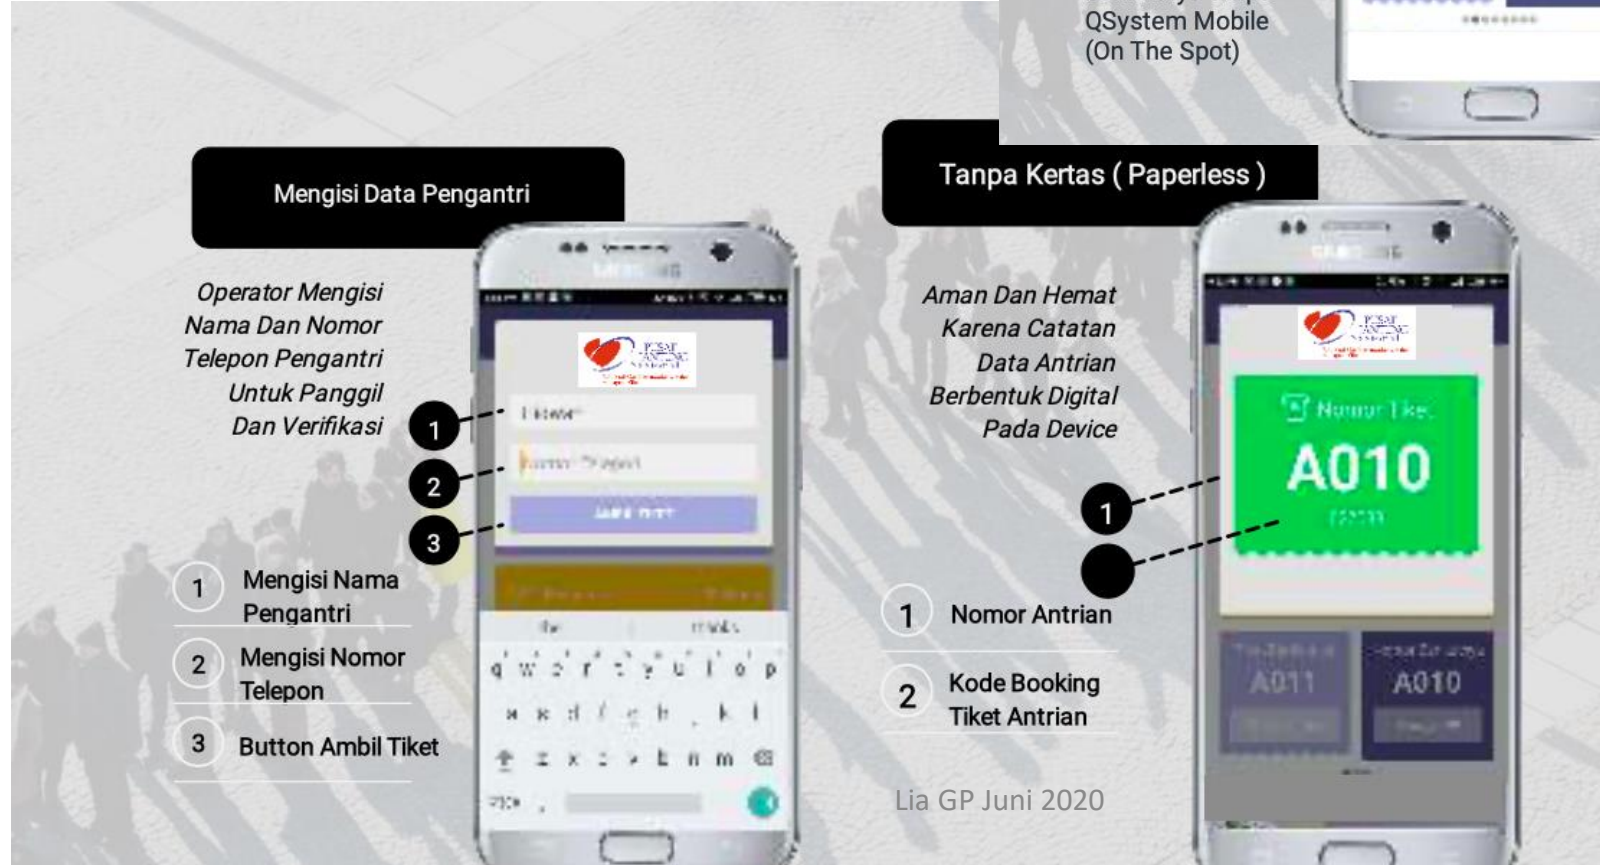 QSystem Mobile
(On The Spot)
Mengisi Data Pengantri
Operator Mengisi
Nama Dan Nomor
Telepon Pengantri
Untuk Panggil
Dan Verifikasi
1
2
3
1 Mengisi Nama
Pengantri
2 Mengisi Nomor
Telepon
3 Button Ambil Tiket
Tanpa Kertas ( Paperless )
Aman Dan Hemat
Karena Catatan
Data Antrian
Berbentuk Digital
Pada Device
1
1 Nomor Antrian
2 Kode Booking
Tiket Antrian
Nomor Tiket
A010
A011
A010
Lia GP Juni 2020